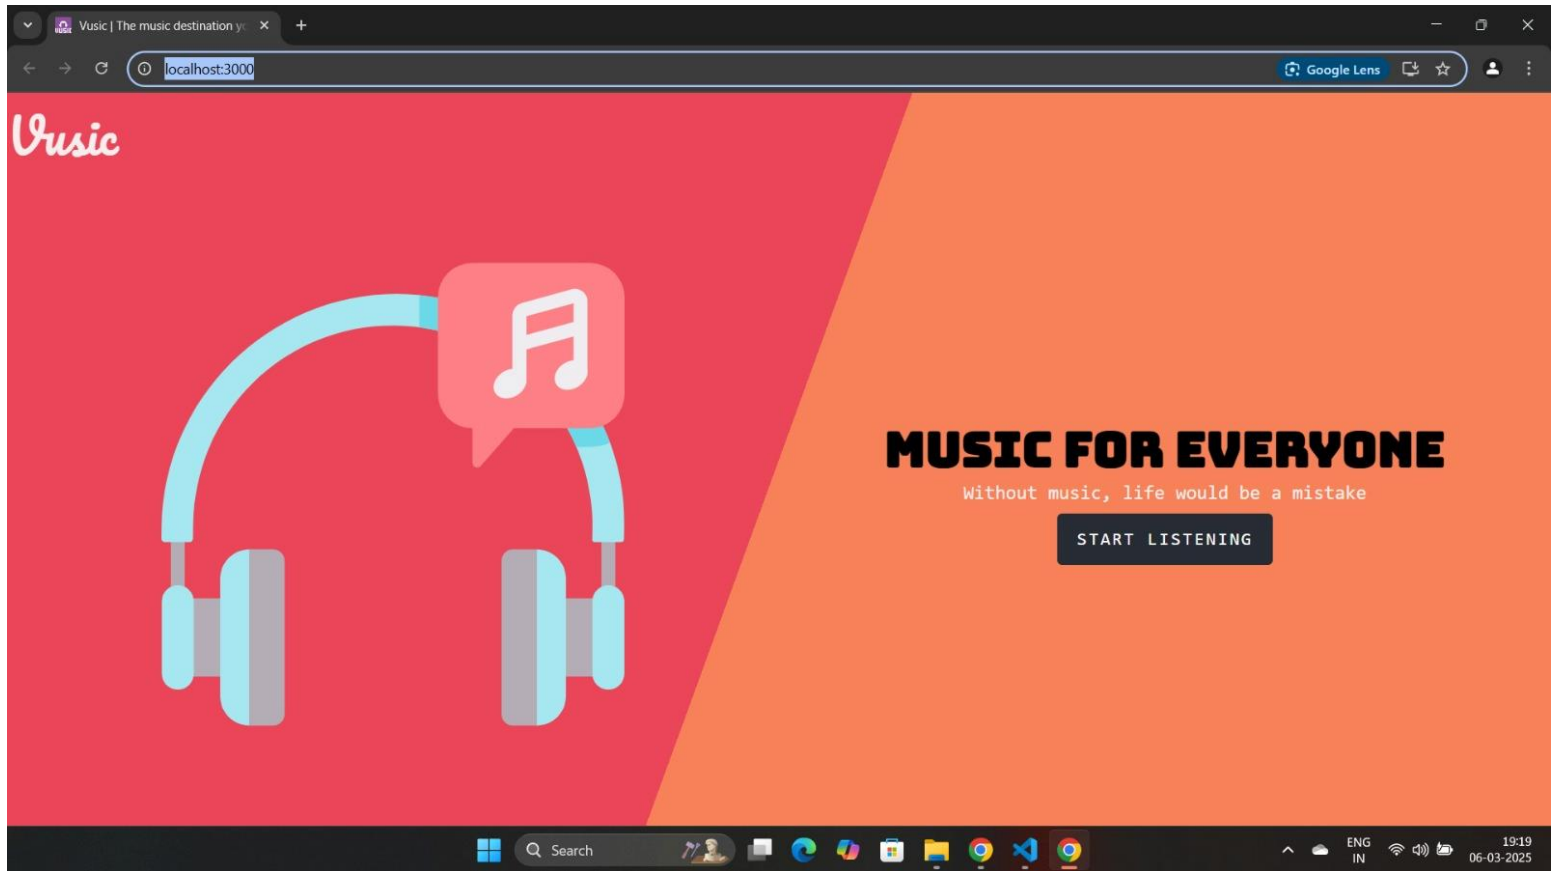 Vusic | The music destination
localhost:3000
Google Lens
Vusic
MUSIC FOR EVERYONE
Without music, life would be a mistake
START LISTENING
Search
ENG
IN
19:19
06-03-2025